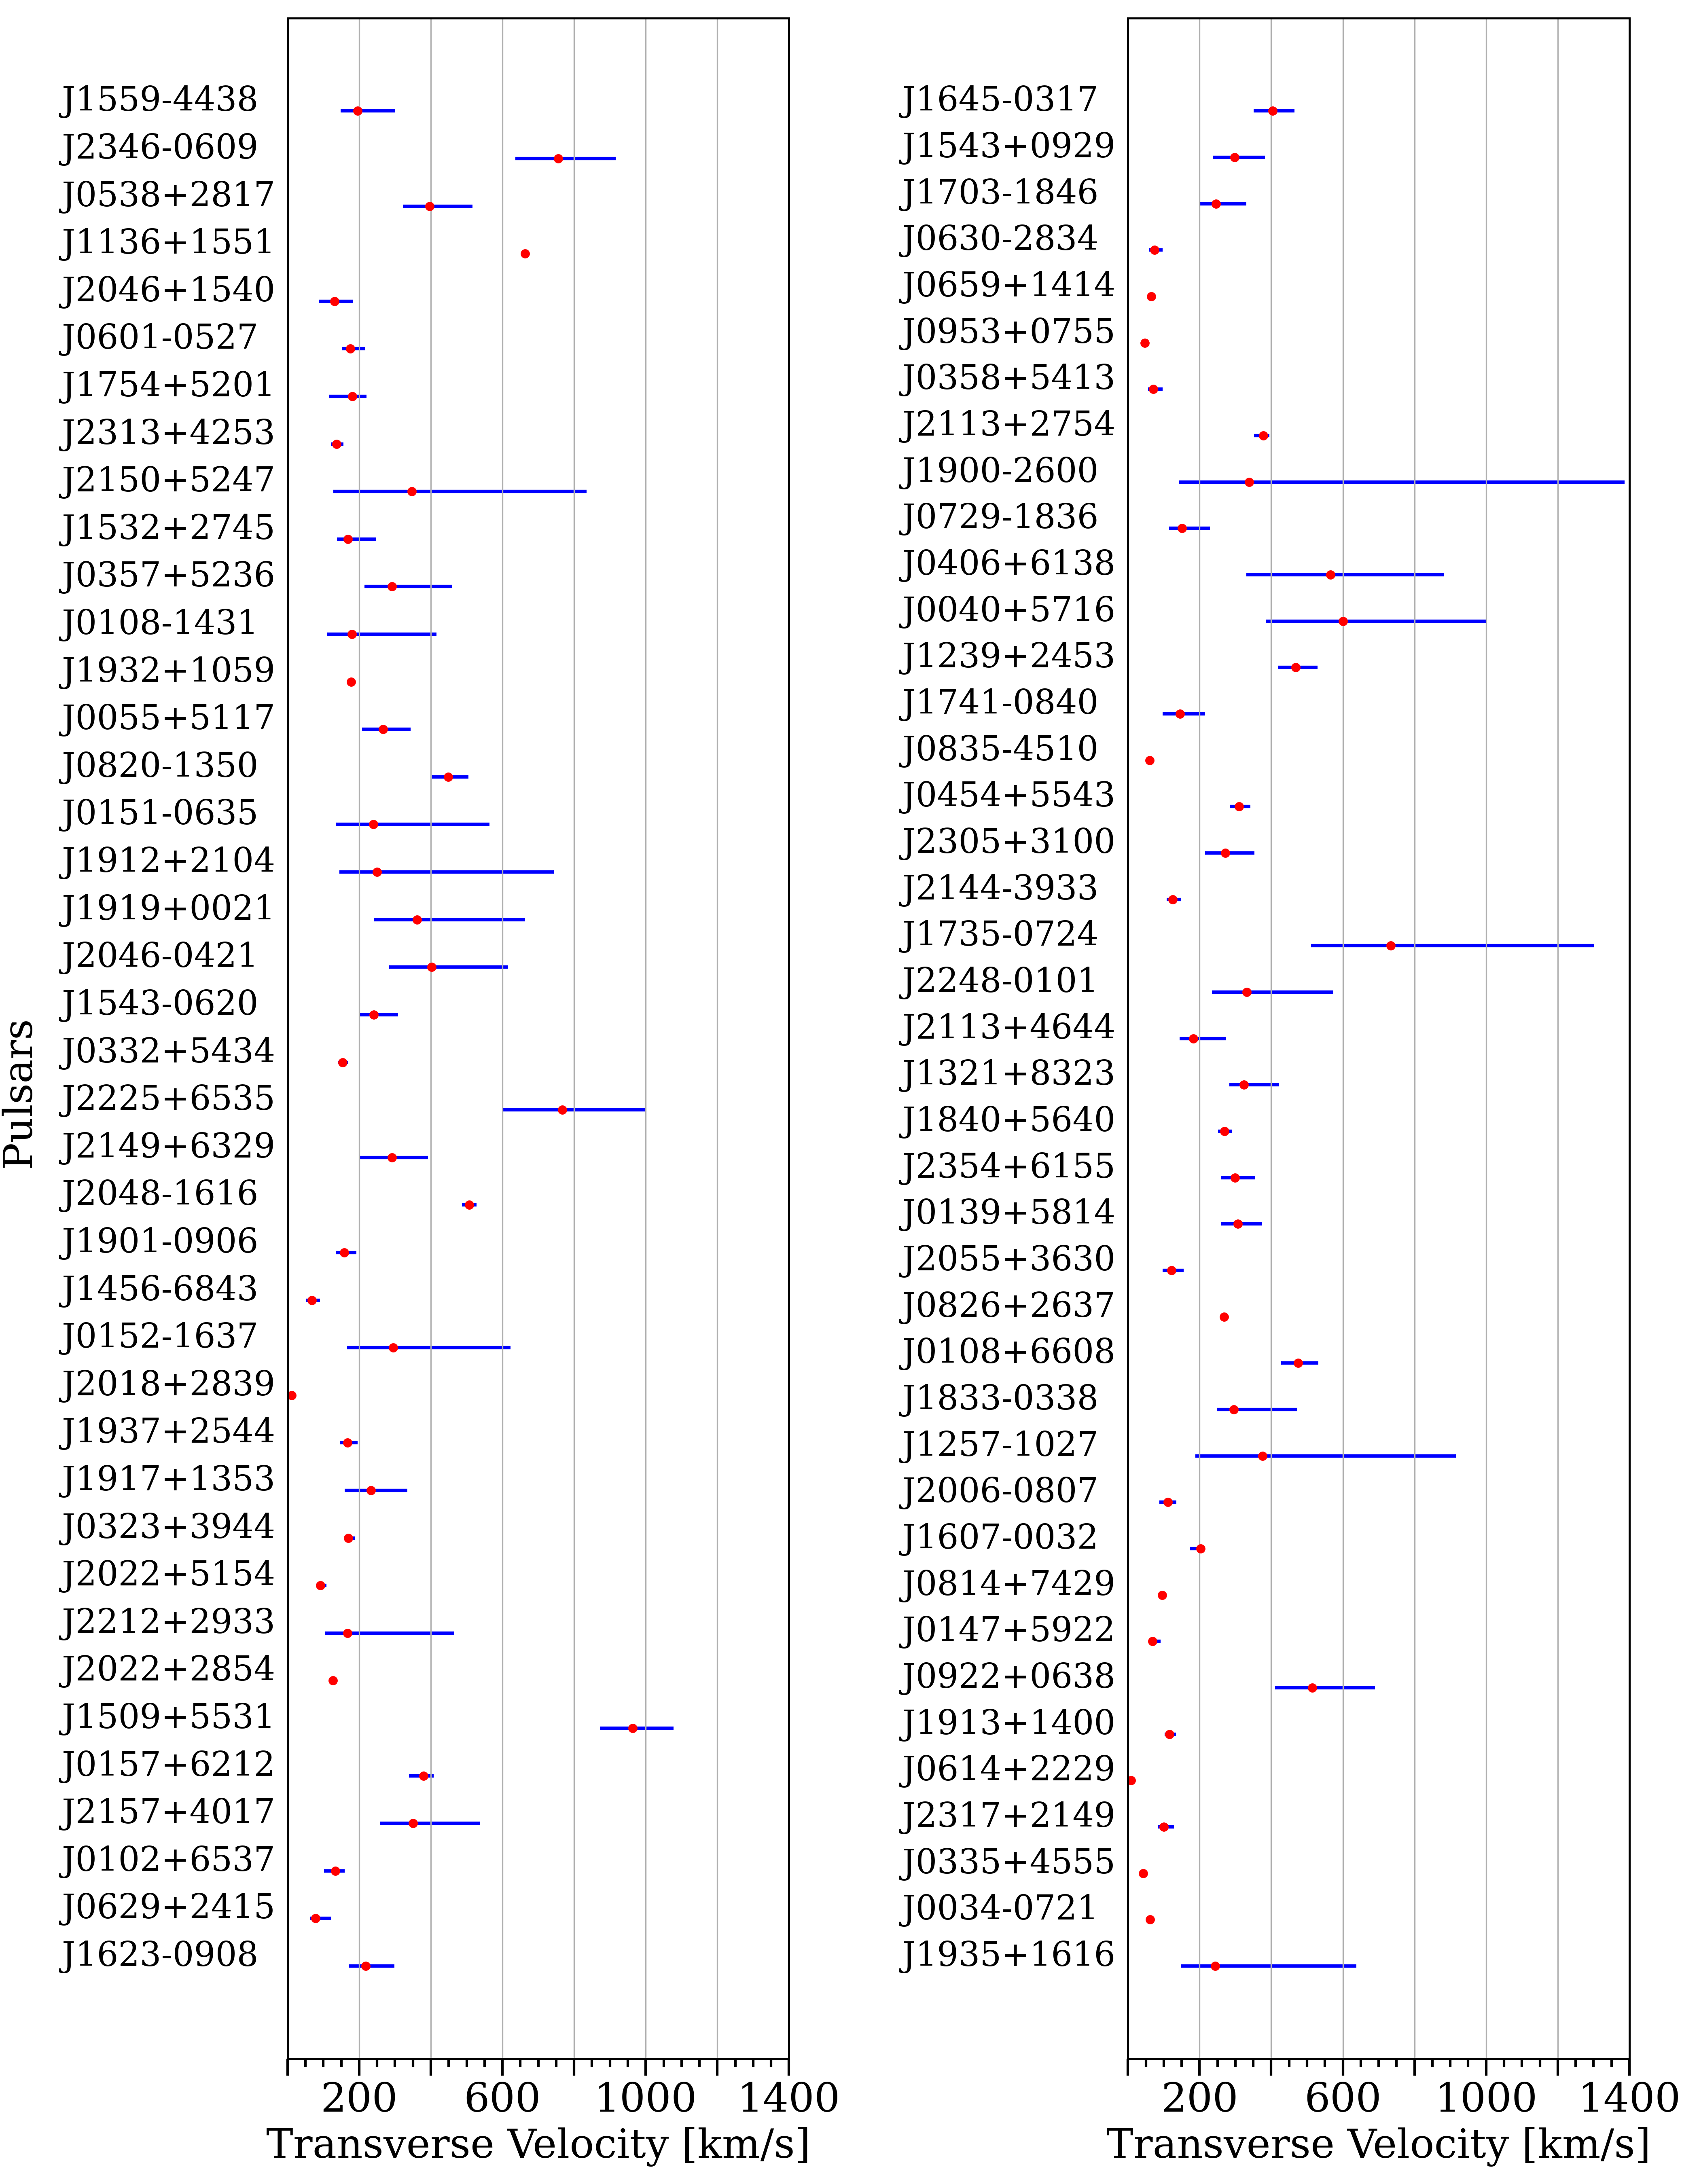 Pulsars
J1559-4438
J2346-0609
J0538+2817
J1136+1551
J2046+1540
J0601-0527
J1754+5201
J2313+4253
J2150+5247
J1532+2745
J0357+5236
J0108-1431
J1932+1059
J0055+5117
J0820-1350
J0151-0635
J1912+2104
J1919+0021
J2046-0421
J1543-0620
J0332+5434
J2225+6535
J2149+6329
J2048-1616
J1901-0906
J1456-6843
J0152-1637
J2018+2839
J1937+2544
J1917+1353
J0323+3944
J2022+5154
J2212+2933
J2022+2854
J1509+5531
J0157+6212
J2157+4017
J0102+6537
J0629+2415
J1623-0908
200 600 1000 1400
Transverse Velocity [km/s]
J1645-0317
J1543+0929
J1703-1846
J0630-2834
J0659+1414
J0953+0755
J0358+5413
J2113+2754
J1900-2600
J0729-1836
J0406+6138
J0040+5716
J1239+2453
J1741-0840
J0835-4510
J0454+5543
J2305+3100
J2144-3933
J1735-0724
J2248-0101
J2113+4644
J1321+8323
J1840+5640
J2354+6155
J0139+5814
J2055+3630
J0826+2637
J0108+6608
J1833-0338
J1257-1027
J2006-0807
J1607-0032
J0814+7429
J0147+5922
J0922+0638
J1913+1400
J0614+2229
J2317+2149
J0335+4555
J0034-0721
J1935+1616
200 600 1000 1400
Transverse Velocity [km/s]